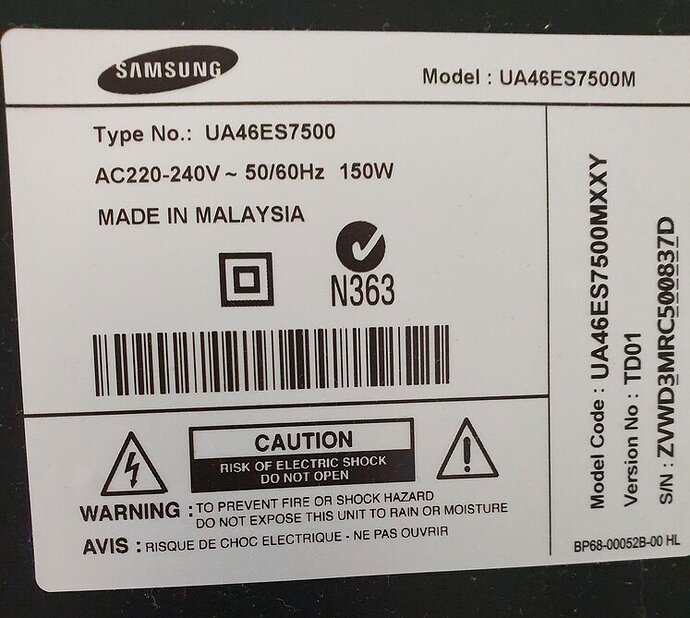 SAMSUNG
Model : UA46ES7500M
Type No.: UA46ES7500
AC220-240V ~ 50/60Hz 150W
MADE IN MALAYSIA
N363
CAUTION
RISK OF ELECTRIC SHOCK
DO NOT OPEN
WARNING : TO PREVENT FIRE OR SHOCK HAZARD
DO NOT EXPOSE THIS UNIT TO RAIN OR MOISTURE
AVIS : RISQUE DE CHOC ELECTRIQUE - NE PAS OUVRIR
Model Code : UA46ES7500MXXY
Version No : TD01
S/N : ZVWD3MRC500837D
BP68-00052B-00 HL